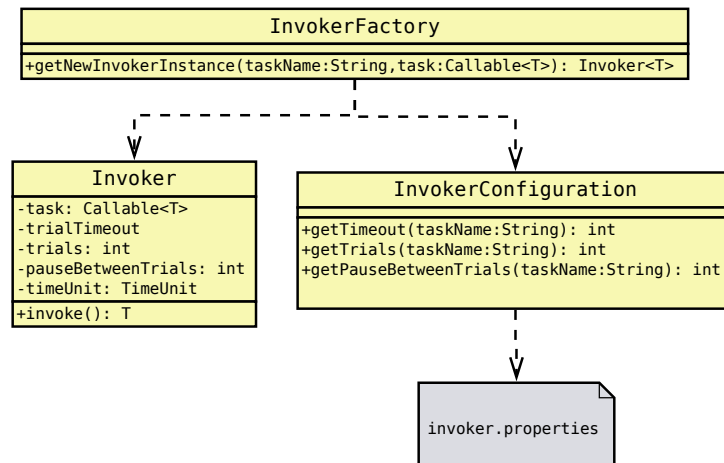 InvokerFactory
+getNewInvokerInstance(taskName:String,task:Callable<T>): Invoker<T>
Invoker
-task: Callable<T>
-trialTimeout
-trials: int
-pauseBetweenTrials: int
-timeUnit: TimeUnit
+invoke(): T
InvokerConfiguration
+getTimeout(taskName:String): int
+getTrials(taskName:String): int
+getPauseBetweenTrials(taskName:String): int
invoker.properties